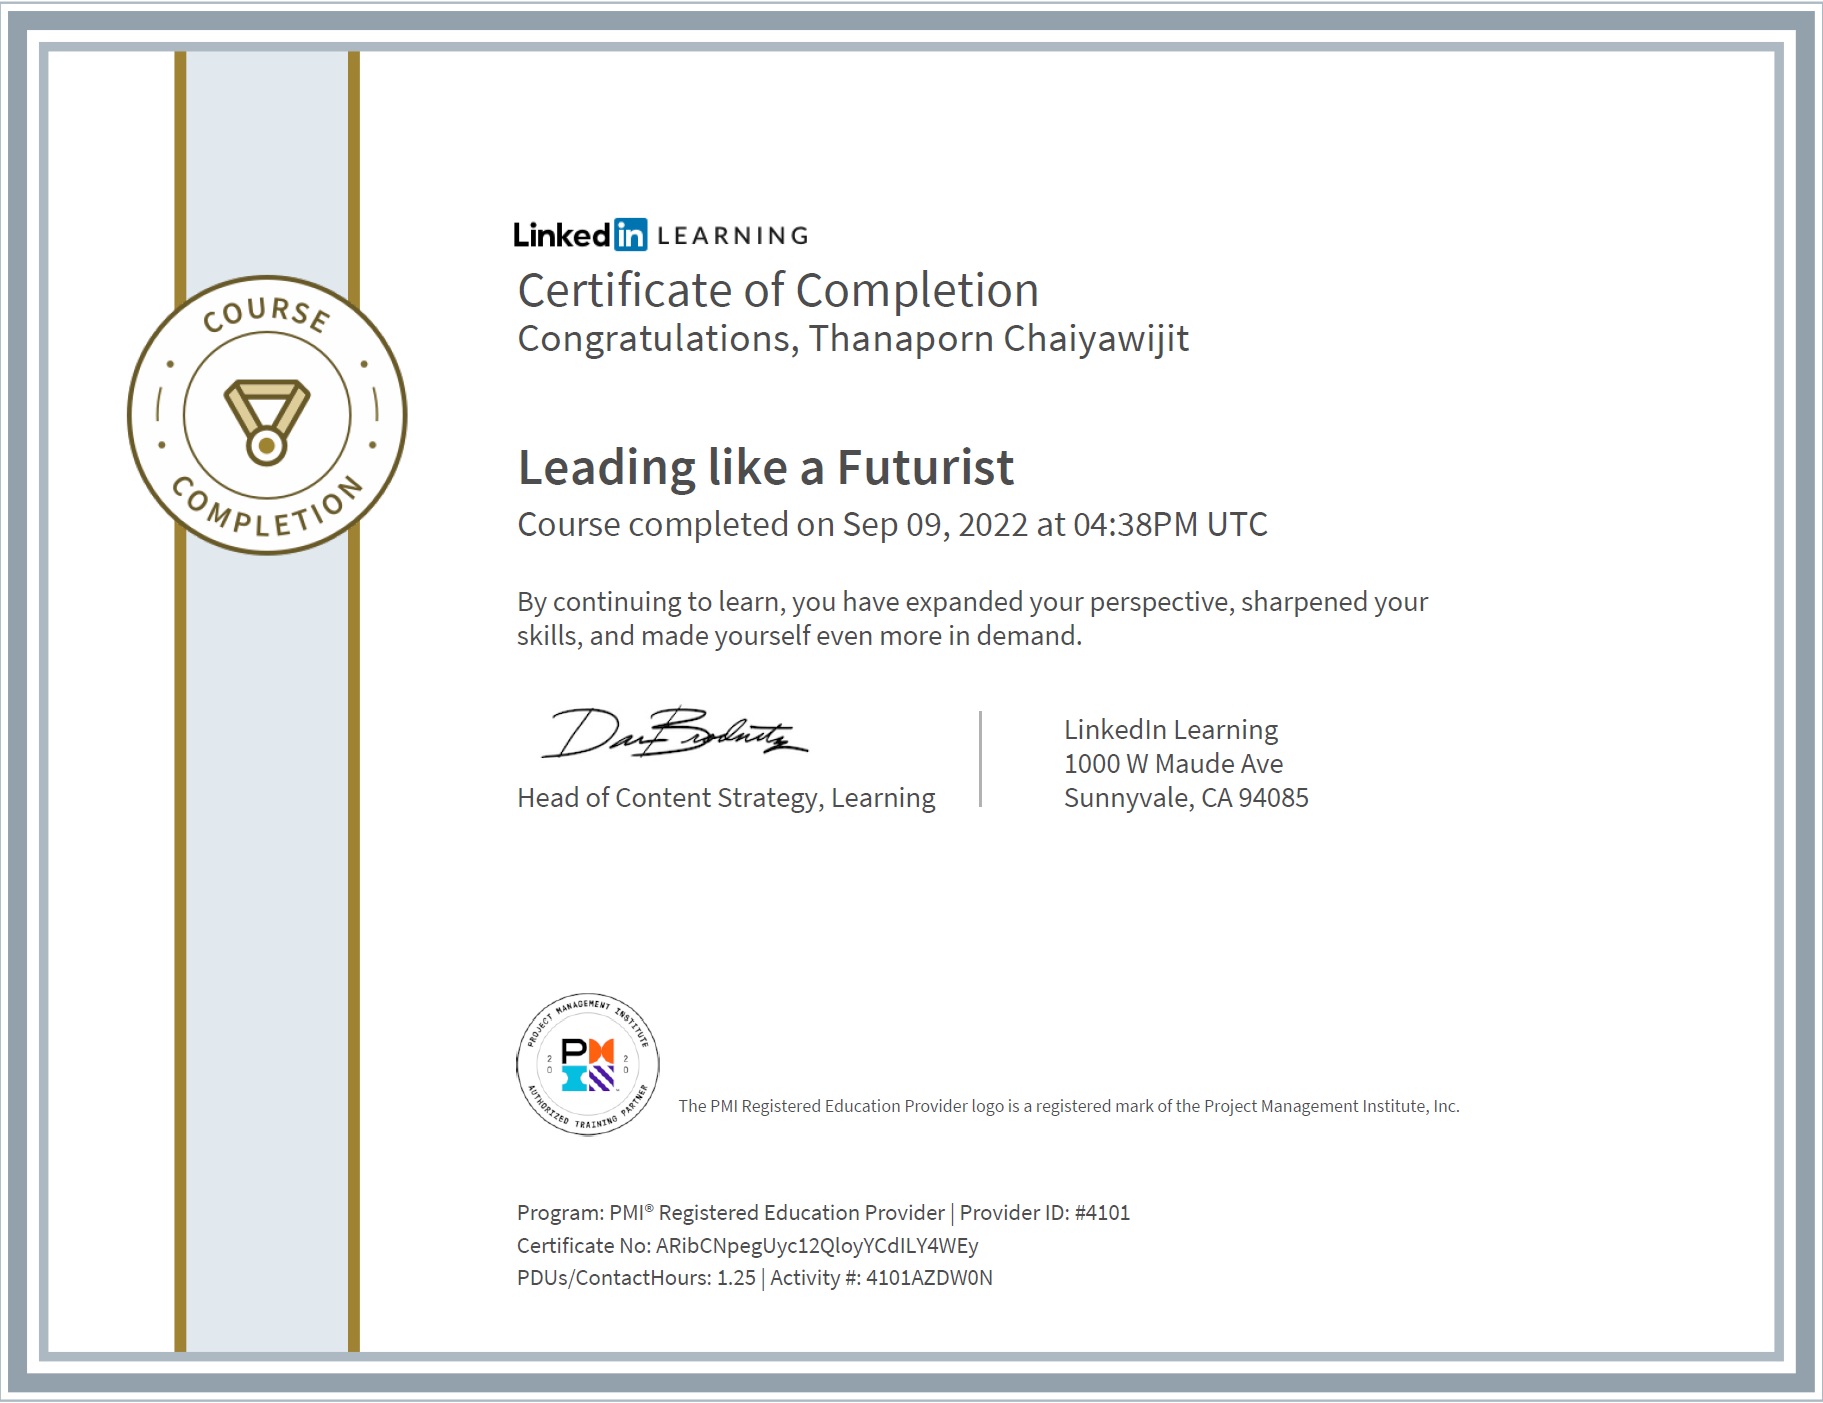 LinkedIn LEARNING
Certificate of Completion
Congratulations, Thanaporn Chaiyawijit
COURSE
COMPLETION
Leading like a Futurist
Course completed on Sep 09, 2022 at 04:38PM UTC
By continuing to learn, you have expanded your perspective, sharpened your
skills, and made yourself even more in demand.
Head of Content Strategy, Learning
LinkedIn Learning
1000 W Maude Ave
Sunnyvale, CA 94085
PROJECT MANAGEMENT INSTITUTE
20 20
PM
AUTHORIZED TRAINING PARTNER
The PMI Registered Education Provider logo is a registered mark of the Project Management Institute, Inc.
Program: PMI® Registered Education Provider | Provider ID: #4101
Certificate No: ARibCNpegUyc12QloyYCdILY4WEy
PDUs/ContactHours: 1.25 | Activity #: 4101AZDW0N